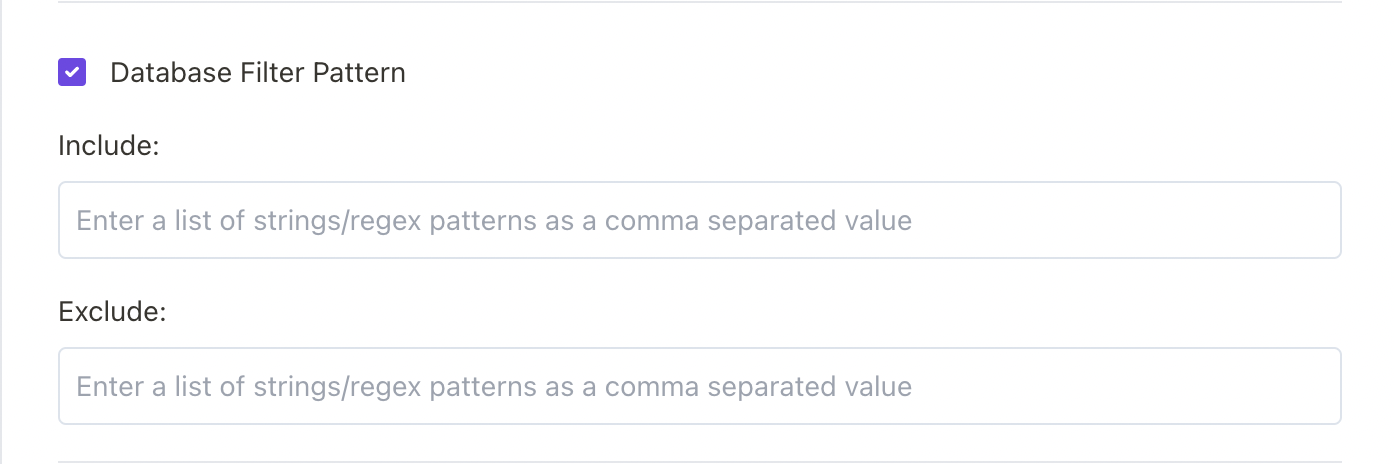 Database Filter Pattern
Include:
Enter a list of strings/regex patterns as a comma separated value
Exclude:
Enter a list of strings/regex patterns as a comma separated value